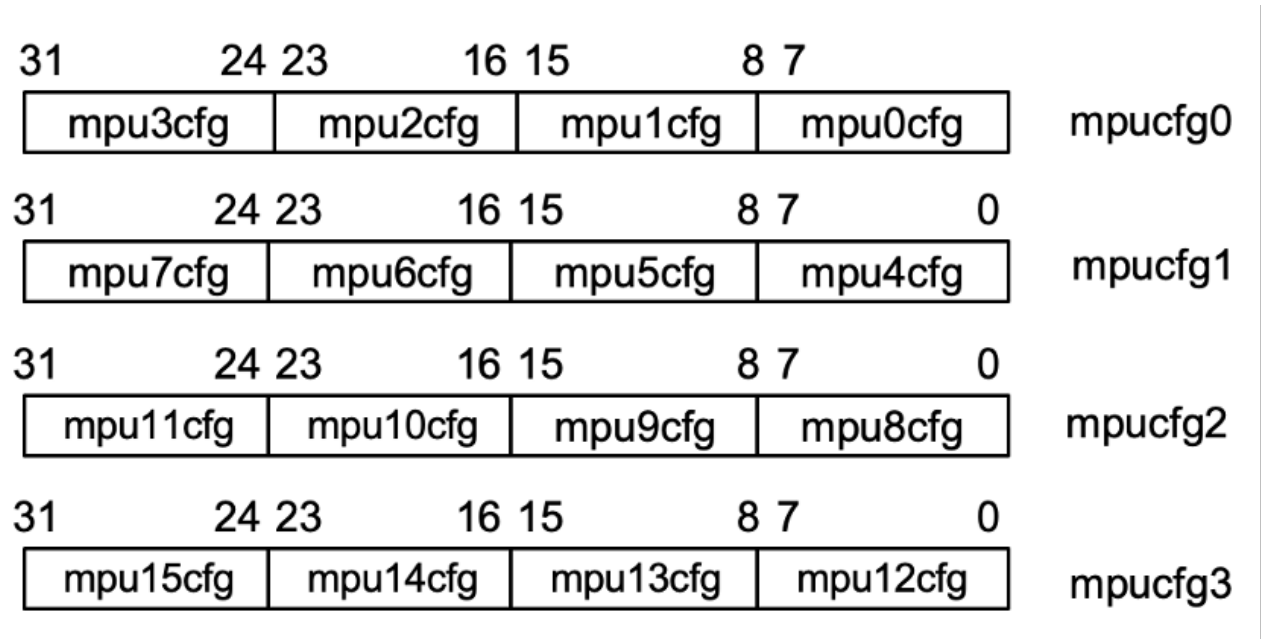 31 24 23 16 15 8 7
mpu3cfg mpu2cfg mpu1cfg mpu0cfg mpucfg0
31 24 23 16 15 8 7 0
mpu7cfg mpu6cfg mpu5cfg mpu4cfg mpucfg1
31 24 23 16 15 8 7 0
mpu11cfg mpu10cfg mpu9cfg mpu8cfg mpucfg2
31 24 23 16 15 8 7 0
mpu15cfg mpu14cfg mpu13cfg mpu12cfg mpucfg3